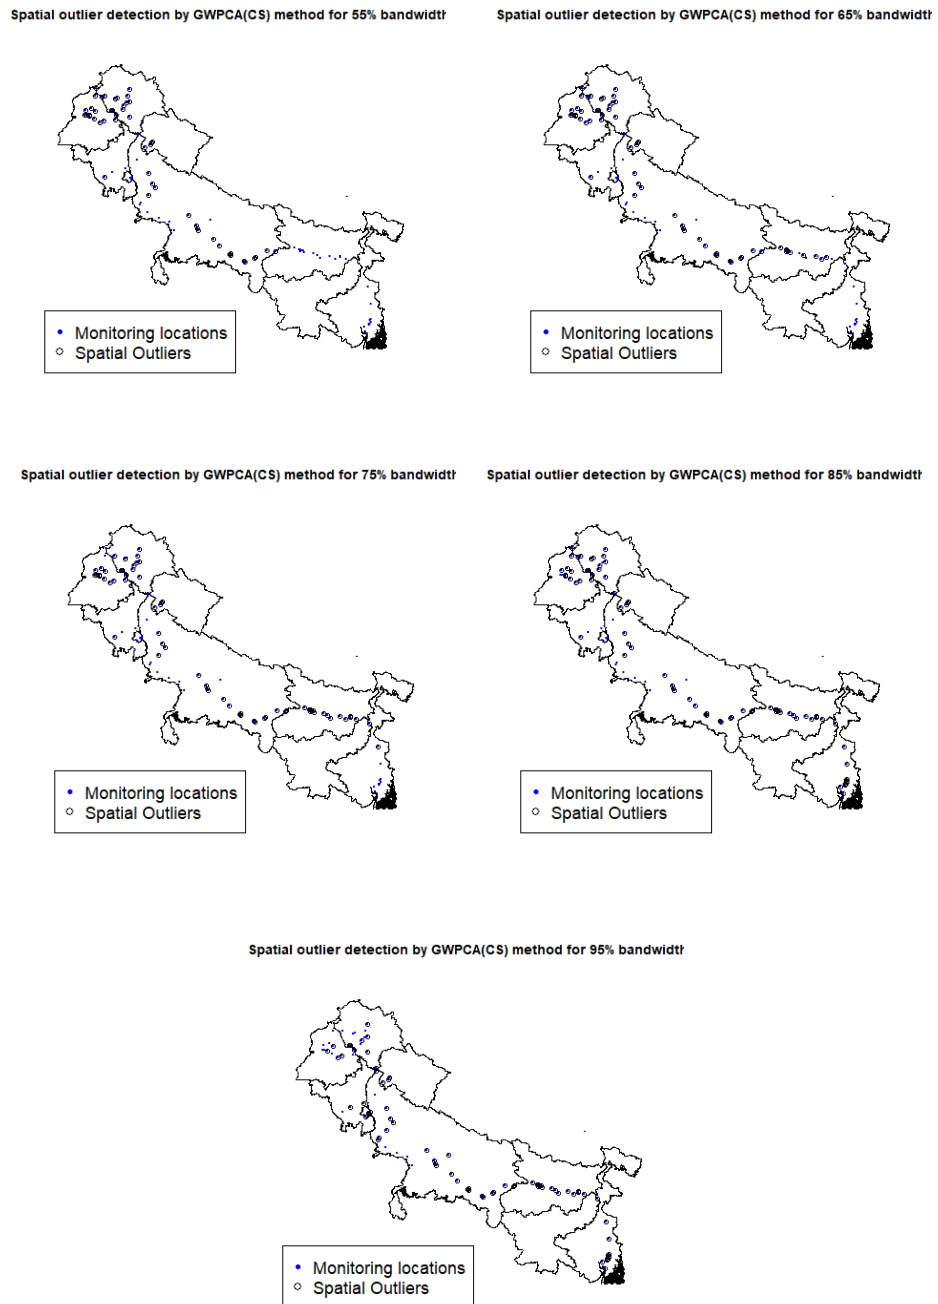 Spatial outlier detection by GWPCA(CS) method for 55% bandwidth
Spatial outlier detection by GWPCA(CS) method for 65% bandwidth
Monitoring locations
Spatial Outliers
Monitoring locations
Spatial Outliers
Spatial outlier detection by GWPCA(CS) method for 75% bandwidth
Spatial outlier detection by GWPCA(CS) method for 85% bandwidth
Monitoring locations
Spatial Outliers
Monitoring locations
Spatial Outliers
Spatial outlier detection by GWPCA(CS) method for 95% bandwidth
Monitoring locations
Spatial Outliers